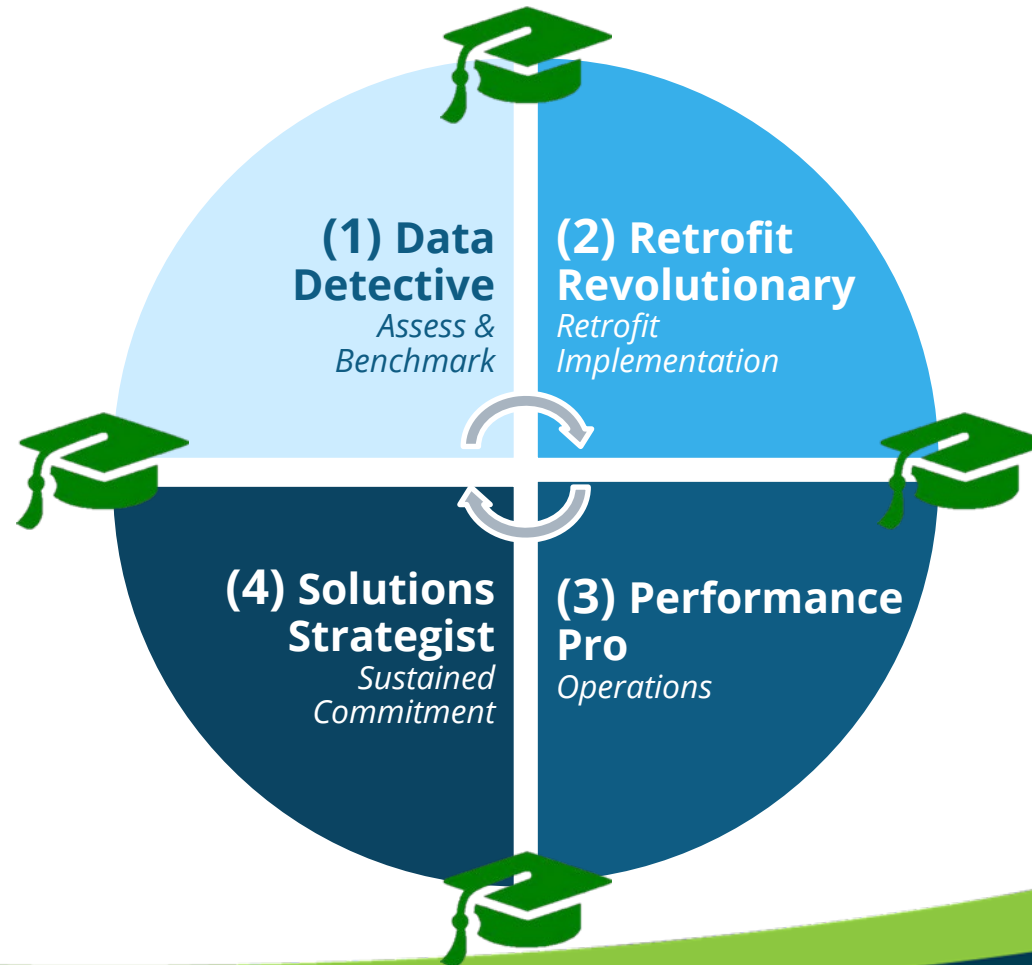 (1) Data
Detective
Assess &
Benchmark
(2) Retrofit
Revolutionary
Retrofit
Implementation
(3) Performance
Pro
Operations
(4) Solutions
Strategist
Sustained
Commitment